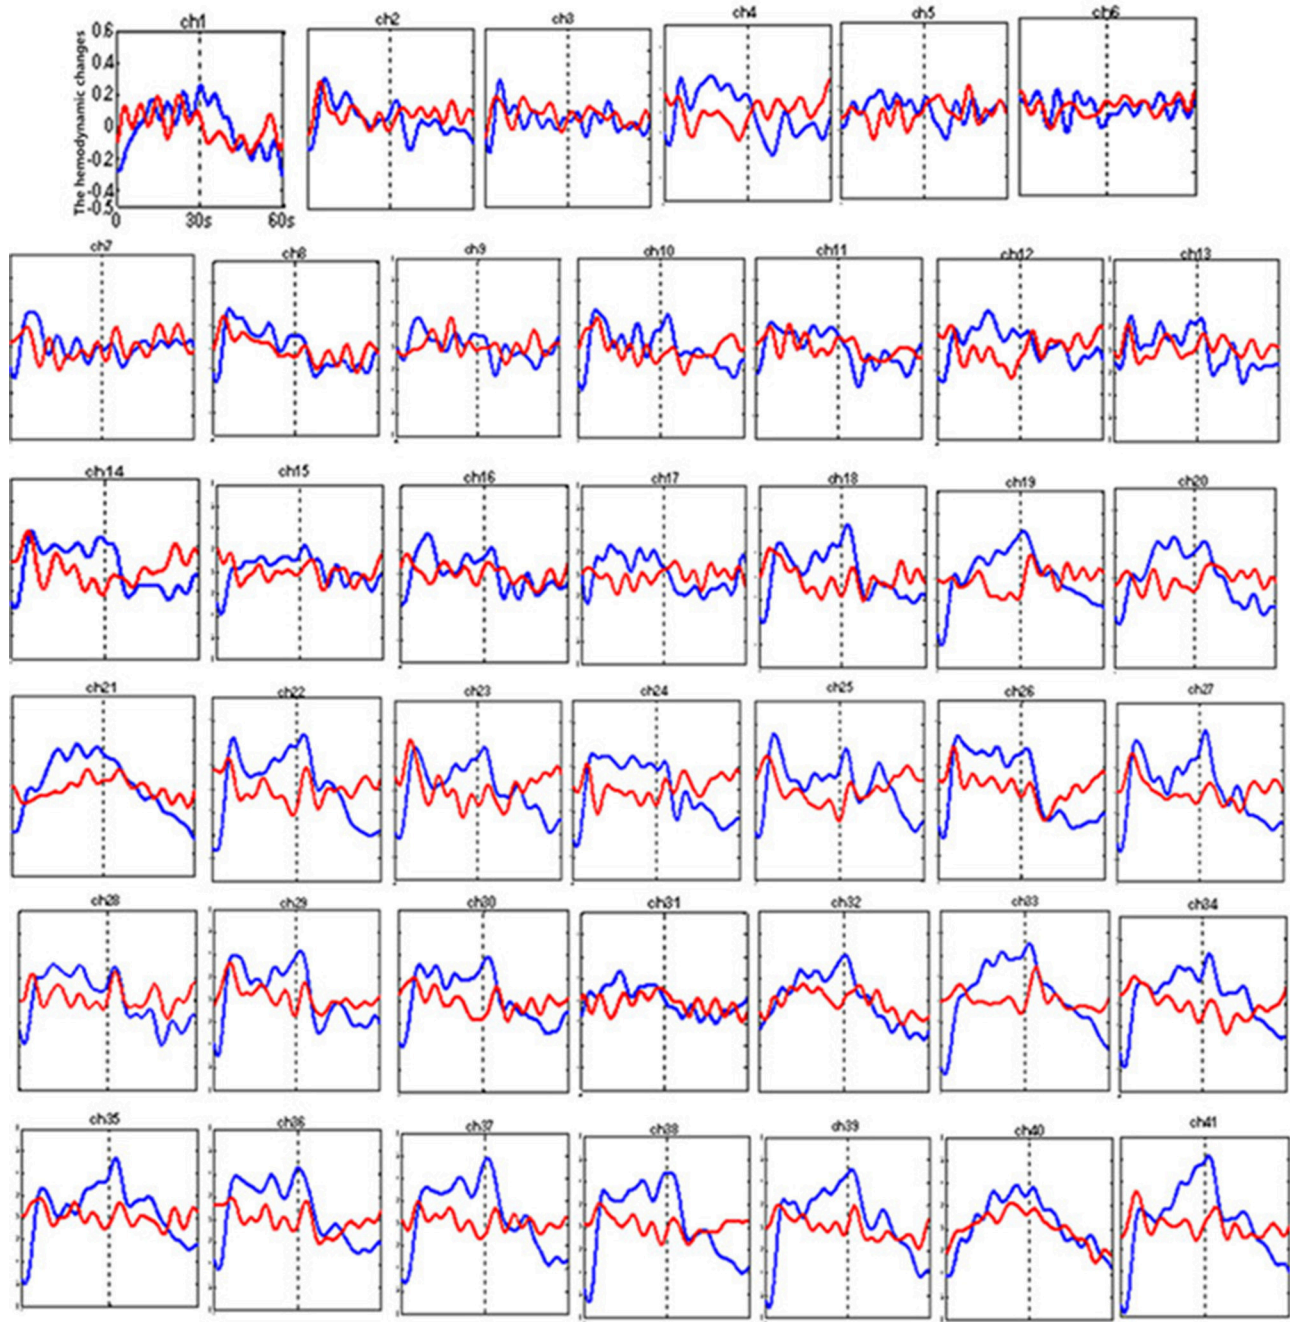 ch1 ch2 ch3 ch4 ch5 ch6
The hemodynamic changes
0.6
0.4
0.2
0
-0.2
-0.4
-0.5
0 30s 60s
ch7 ch8 ch9 ch10 ch11 ch12 ch13
ch14 ch15 ch16 ch17 ch18 ch19 ch20
ch21 ch22 ch23 ch24 ch25 ch26 ch27
ch28 ch29 ch30 ch31 ch32 ch33 ch34
ch35 ch36 ch37 ch38 ch39 ch40 ch41